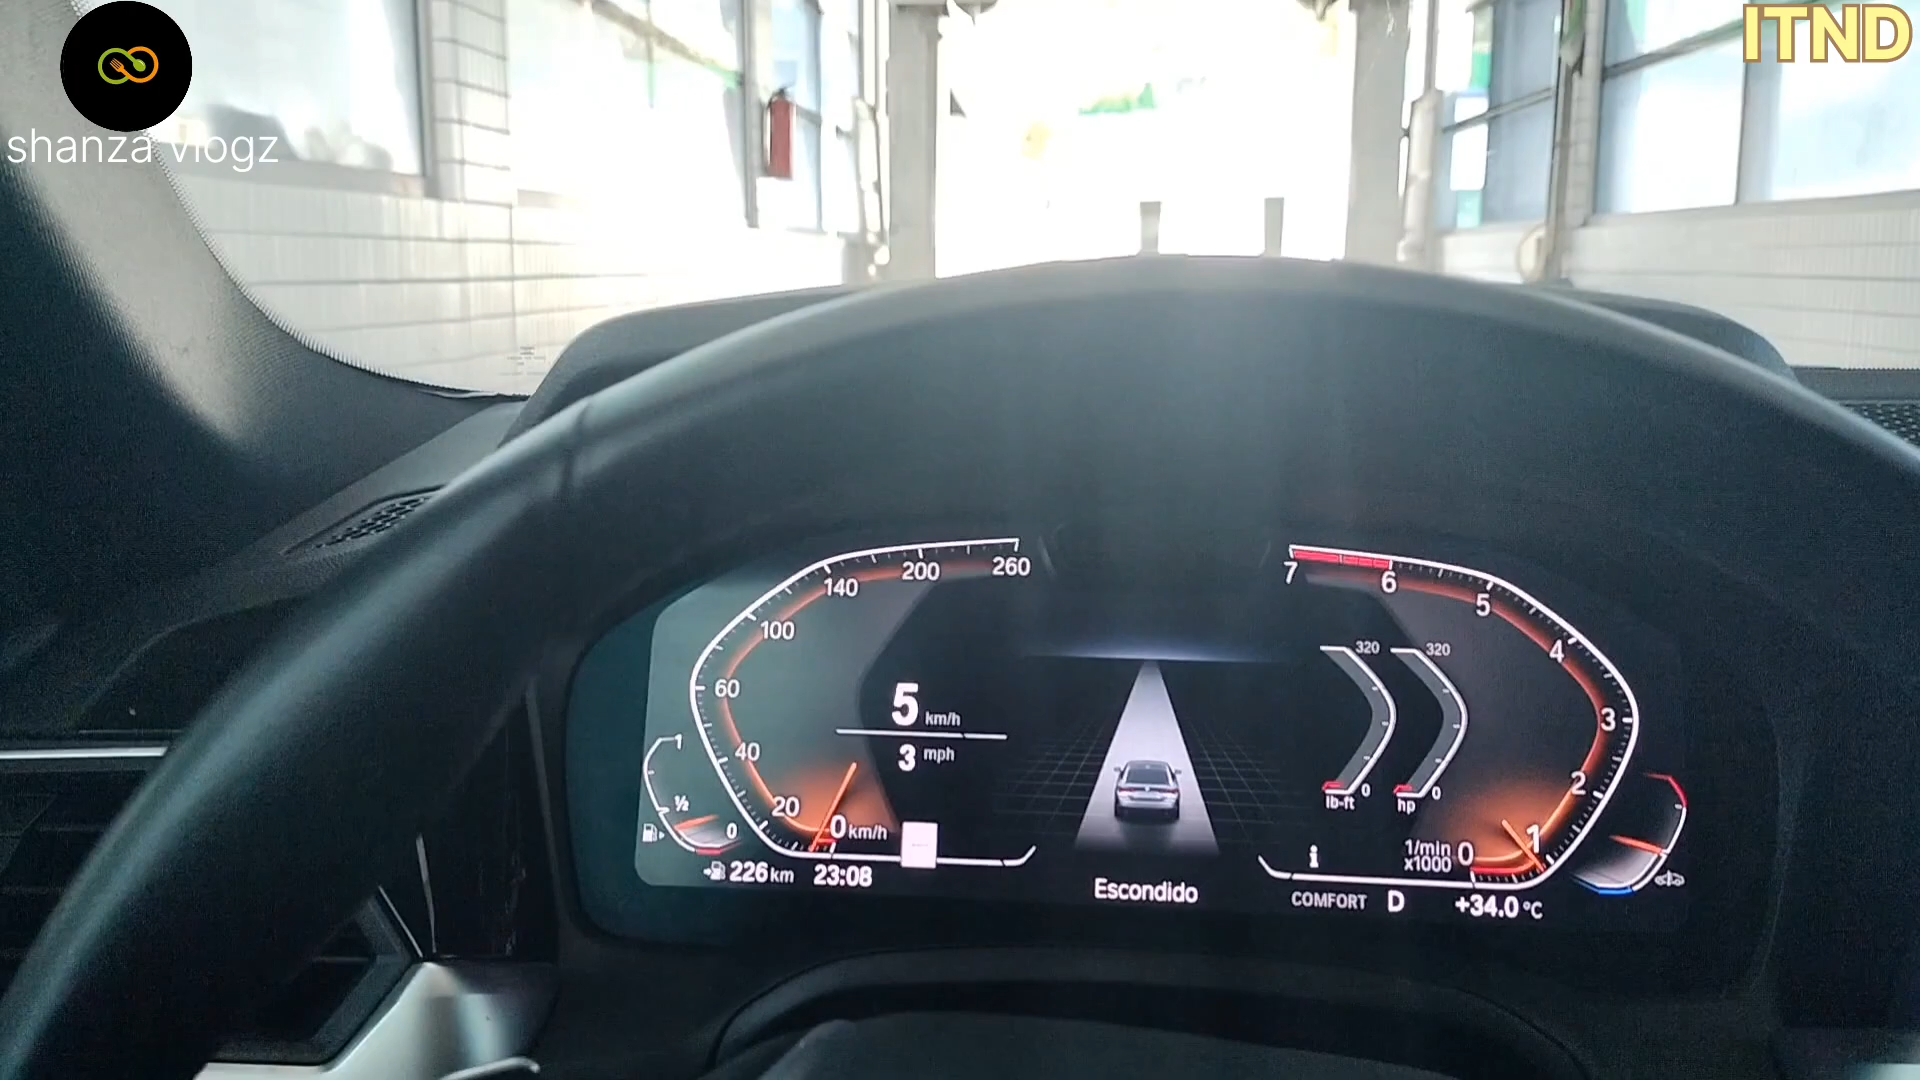 ITND
shanza vlogz
260
200
140
100
60
40
20
0 km/h
5 km/h
3 mph
1
½
0
226 km
23:08
Escondido
7
6
5
4
3
2
1
0
1/min
x1000
320
320
0
0
lb-ft
hp
i
COMFORT D
+34.0 °C